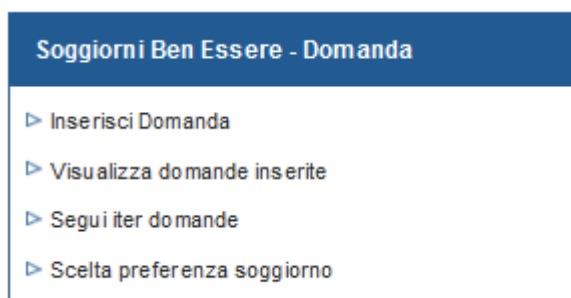 Soggiorni Ben Essere - Domanda
Inserisci Domanda
Visualizza domande inserite
Segui iter domande
Scelta preferenza soggiorno